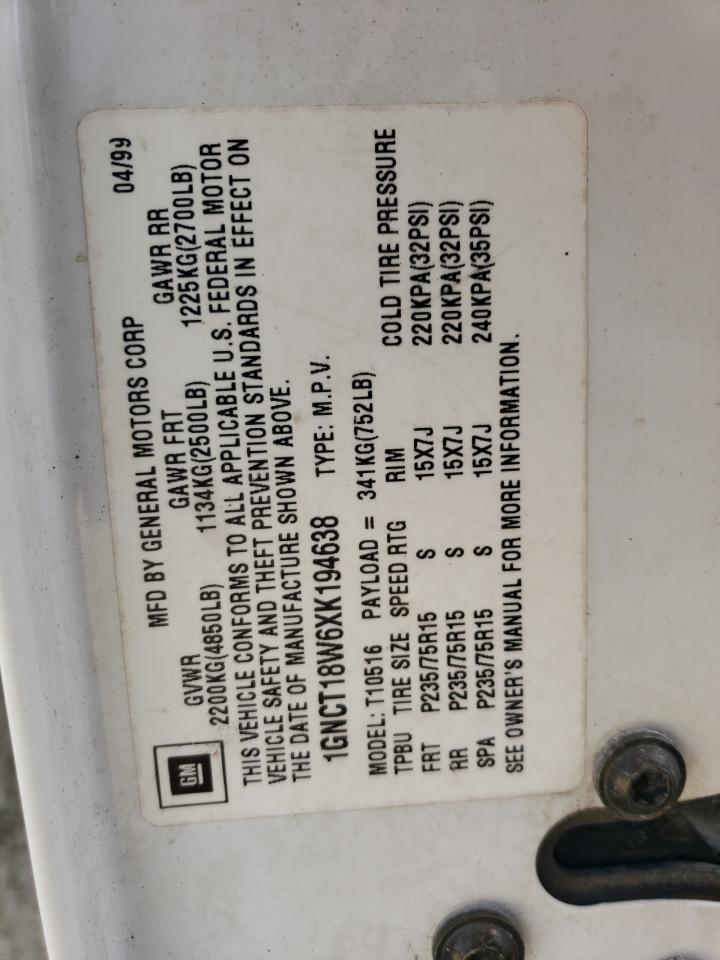 MFD BY GENERAL MOTORS CORP 04/99
GVWR GAWR FRT GAWR RR
2200KG(4850LB) 1134KG(2500LB) 1225KG(2700LB)
GM
THIS VEHICLE CONFORMS TO ALL APPLICABLE U.S. FEDERAL MOTOR
VEHICLE SAFETY AND THEFT PREVENTION STANDARDS IN EFFECT ON
THE DATE OF MANUFACTURE SHOWN ABOVE.
1GNCT18W6XK194638 TYPE: M.P.V.
MODEL: T10516 PAYLOAD = 341KG(752LB)
TPBU TIRE SIZE SPEED RTG RIM COLD TIRE PRESSURE
FRT P235/75R15 S 15X7J 220KPA(32PSI)
RR P235/75R15 S 15X7J 220KPA(32PSI)
SPA P235/75R15 S 15X7J 240KPA(35PSI)
SEE OWNER'S MANUAL FOR MORE INFORMATION.